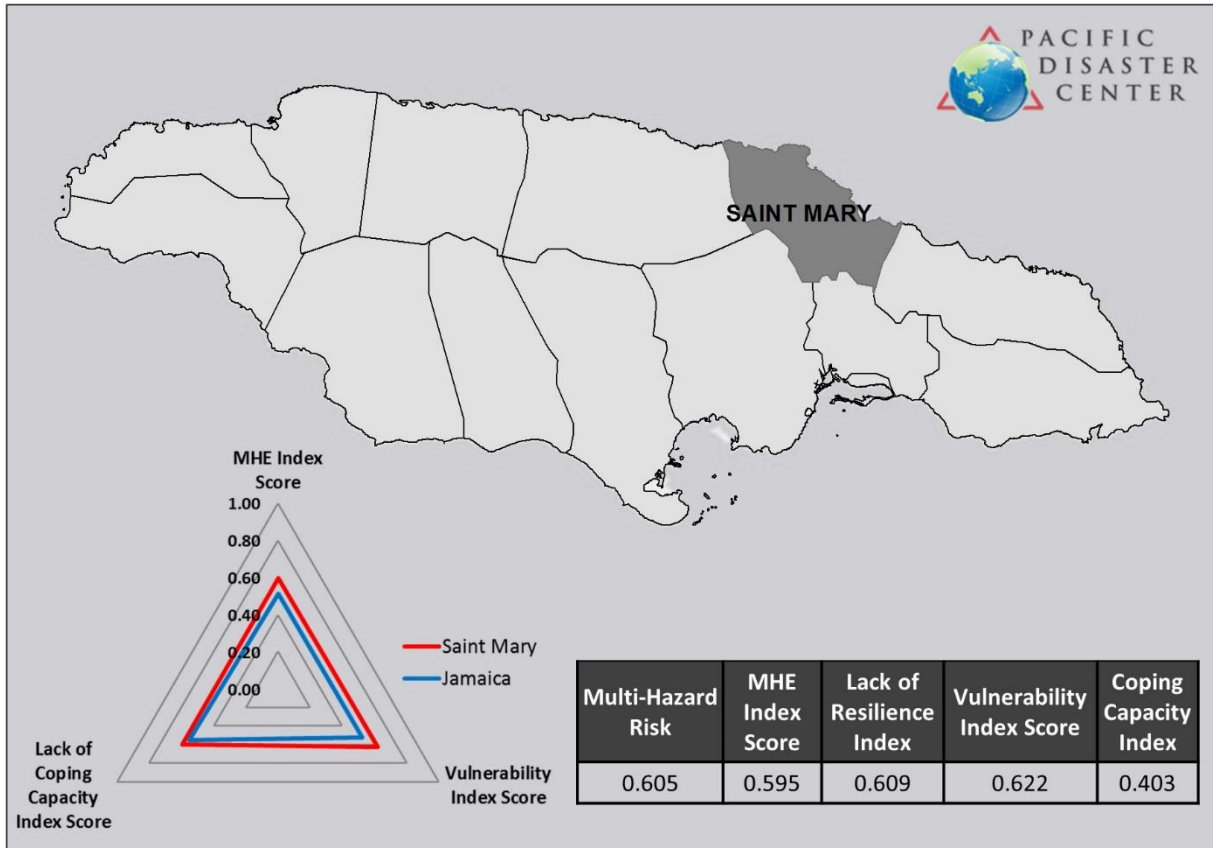 PACIFIC
DISASTER
CENTER
SAINT MARY
MHE Index
Score
1.00
0.80
0.60
0.40
0.20
0.00
Saint Mary
Jamaica
Lack of
Coping
Capacity
Index Score
Vulnerability
Index Score
Multi-Hazard
Risk
MHE
Index
Score
Lack of
Resilience
Index
Vulnerability
Index Score
Coping
Capacity
Index
0.605
0.595
0.609
0.622
0.403